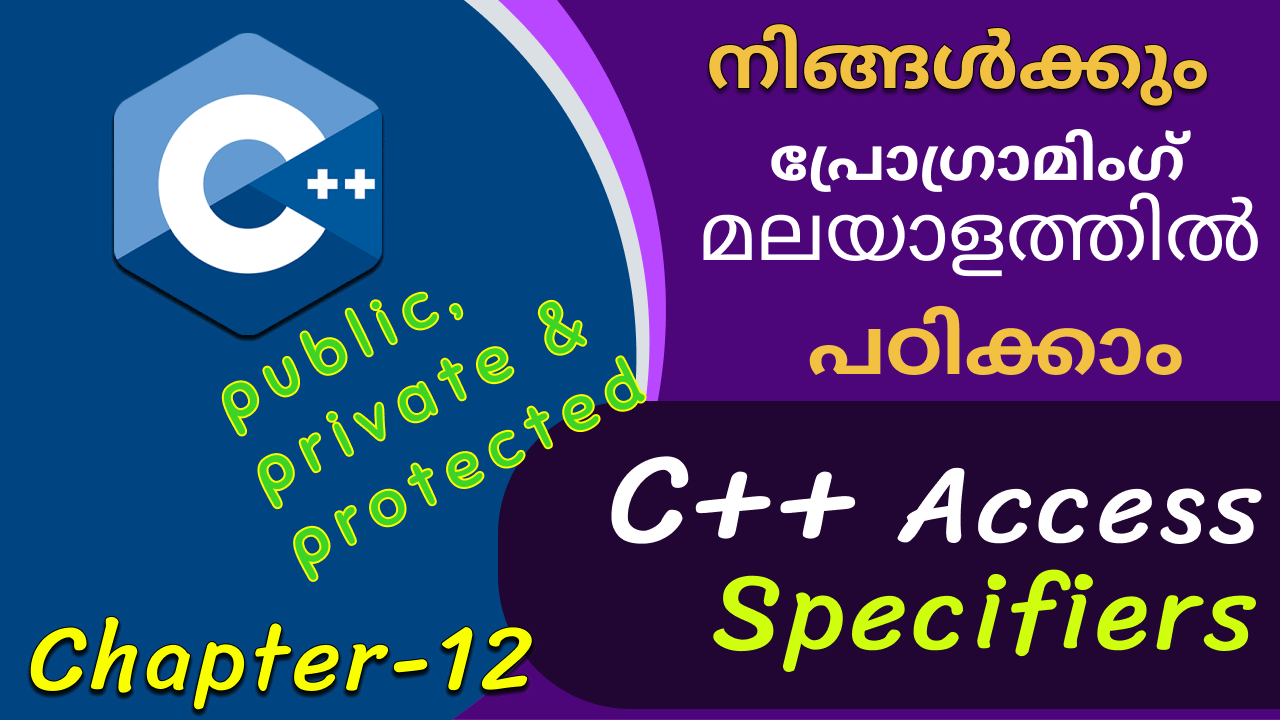 C++
public,
private &
protected
Chapter-12
നിങ്ങൾക്കും
പ്രോഗ്രാമിംഗ്
മലയാളത്തിൽ
പഠിക്കാം
C++ Access
Specifiers